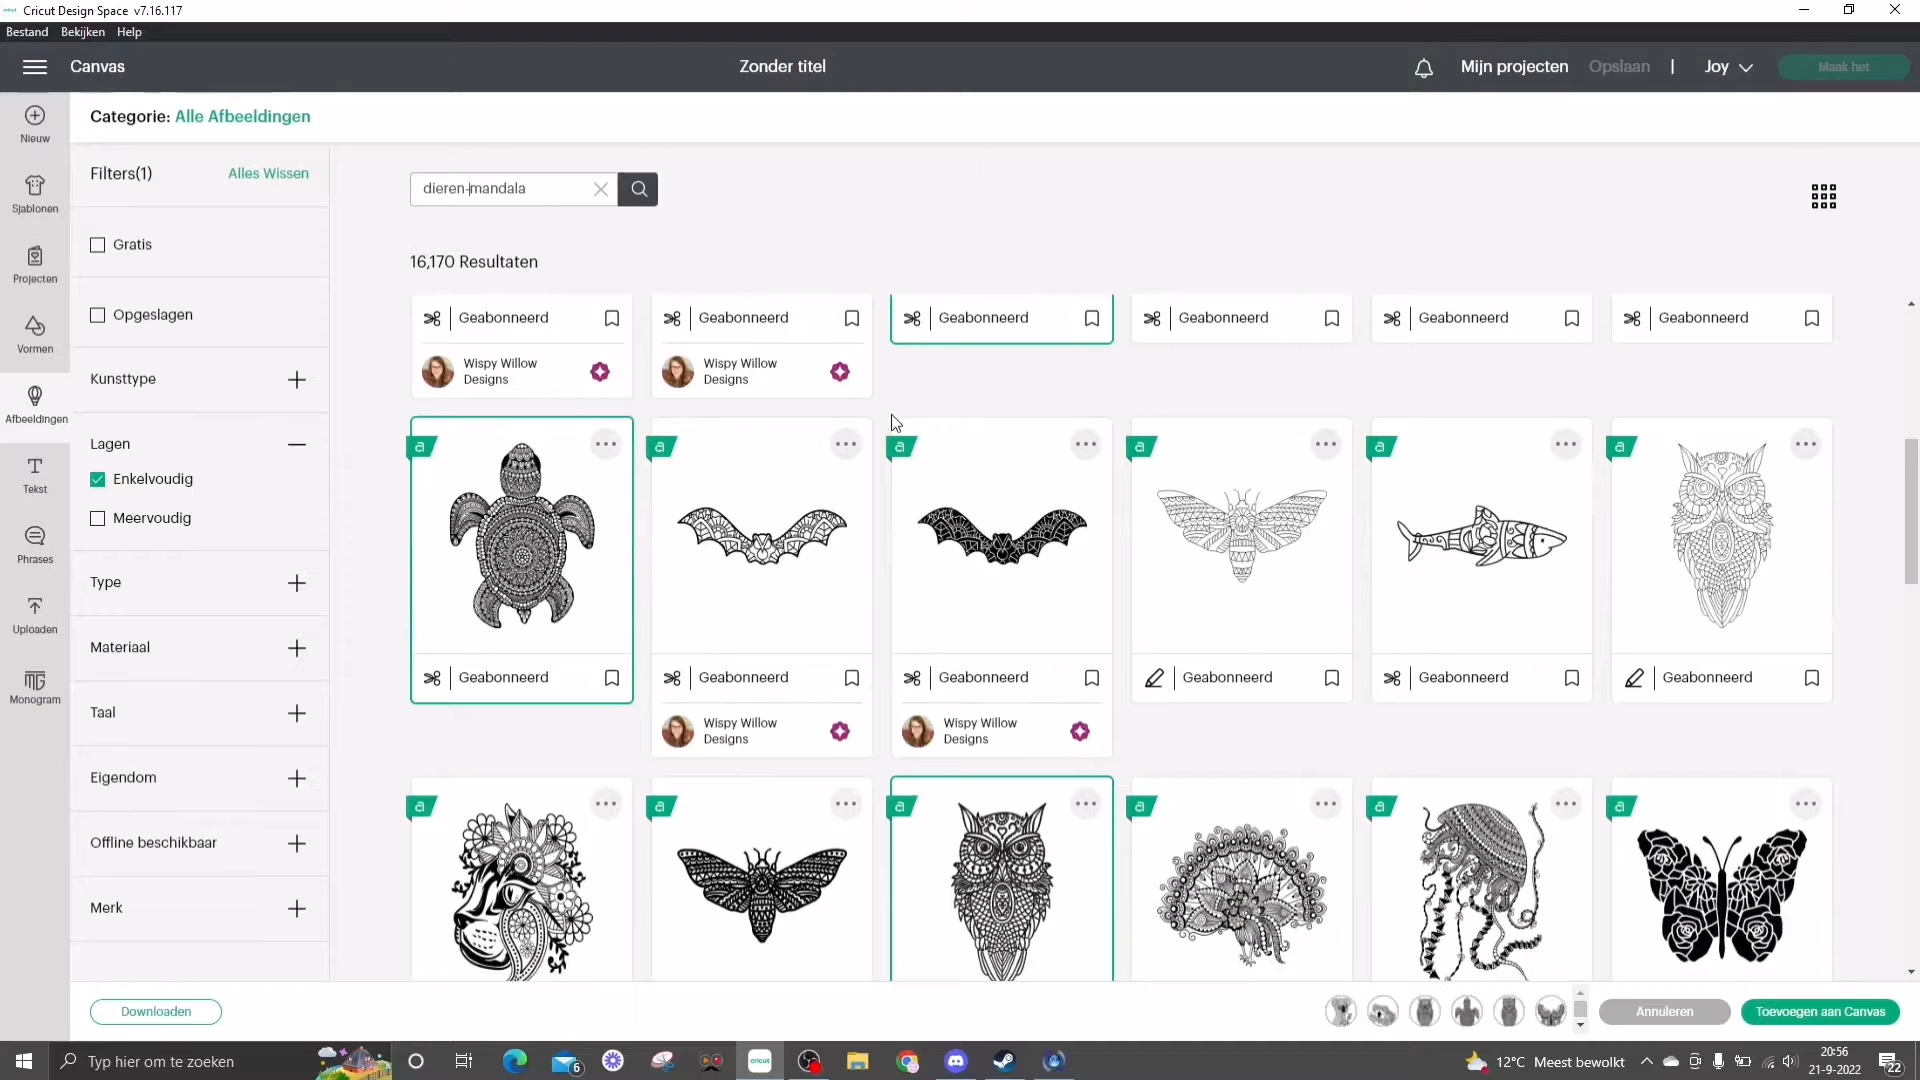 Cricut Design Space v7.16.117
Bestand Bekijken Help
Canvas
Zonder titel
Mijn projecten Opslaan | Joy Maak het
Nieuw
Sjablonen
Projecten
Vormen
Afbeeldingen
Tekst
Phrases
Uploaden
Monogram
Categorie: Alle Afbeeldingen
Filters(1) Alles Wissen
Gratis
Opgeslagen
Kunsttype
Lagen
Enkelvoudig
Meervoudig
Type
Materiaal
Taal
Eigendom
Offline beschikbaar
Merk
dieren-mandala
16,170 Resultaten
Geabonneerd Geabonneerd Geabonneerd Geabonneerd Geabonneerd Geabonneerd
Wispy Willow Designs
Wispy Willow Designs
a a a a a a
Geabonneerd Geabonneerd Geabonneerd Geabonneerd Geabonneerd Geabonneerd
Wispy Willow Designs
Wispy Willow Designs
a a a a a a
Downloaden
Annuleren Toevoegen aan Canvas
Typ hier om te zoeken
6
cricut
12°C Meest bewolkt
20:56
21-9-2022
22